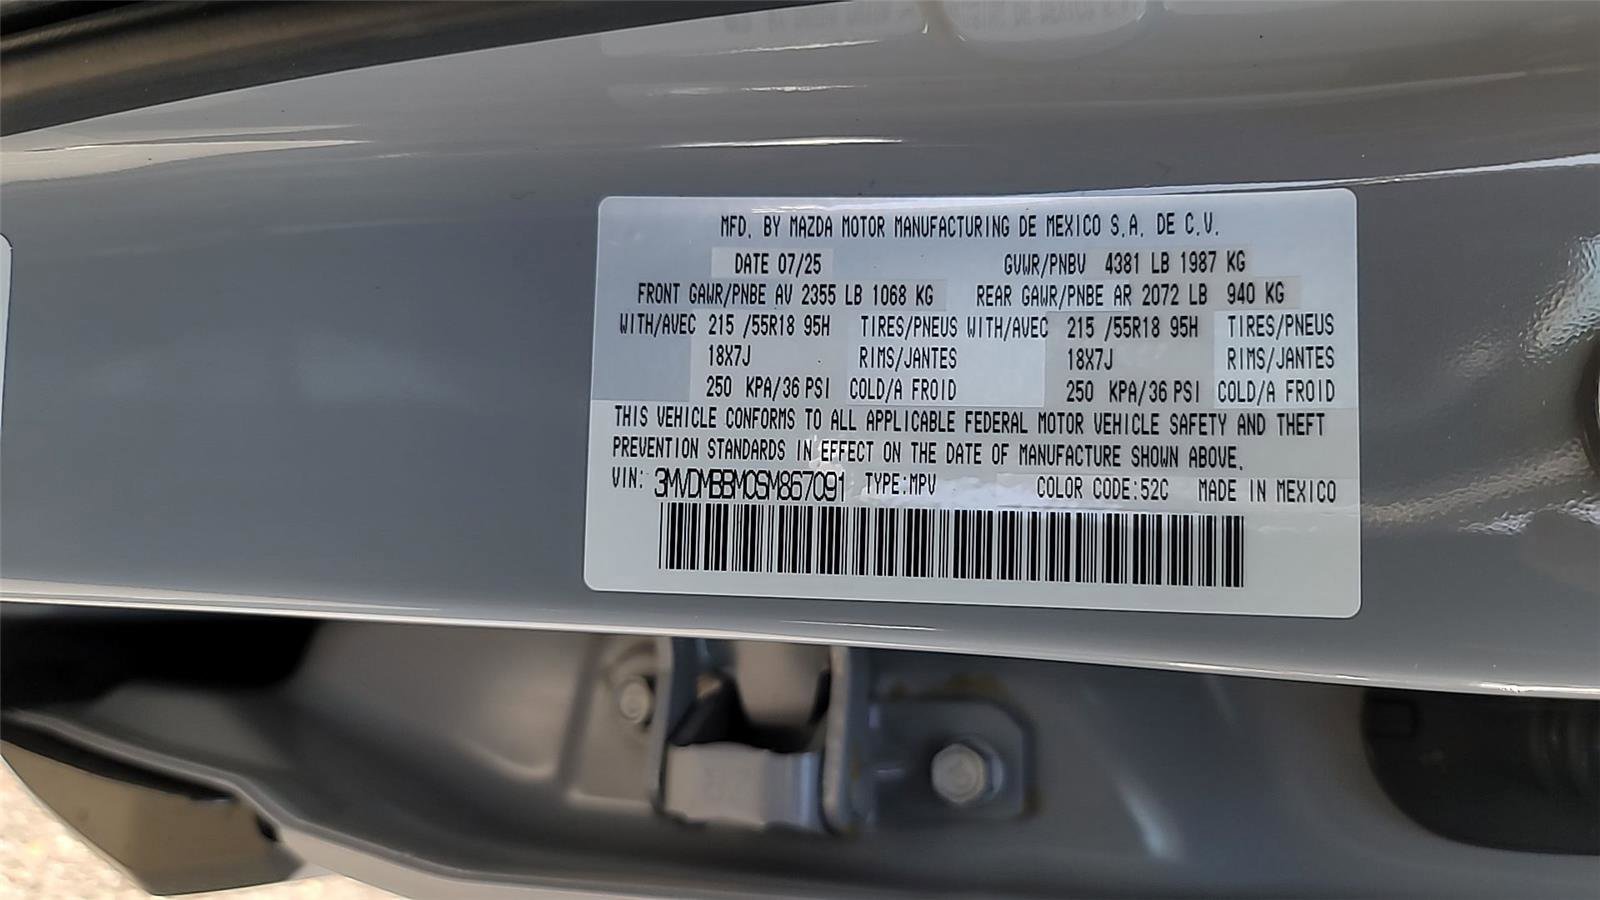 MFD. BY MAZDA MOTOR MANUFACTURING DE MEXICO S.A. DE C.V.
DATE 07/25 GVWR/PNBV 4381 LB 1987 KG
FRONT GAWR/PNBE AV 2355 LB 1068 KG REAR GAWR/PNBE AR 2072 LB 940 KG
WITH/AVEC 215 /55R18 95H TIRES/PNEUS WITH/AVEC 215 /55R18 95H TIRES/PNEUS
18X7J RIMS/JANTES 18X7J RIMS/JANTES
250 KPA/36 PSI COLD/A FROID 250 KPA/36 PSI COLD/A FROID
THIS VEHICLE CONFORMS TO ALL APPLICABLE FEDERAL MOTOR VEHICLE SAFETY AND THEFT
PREVENTION STANDARDS IN EFFECT ON THE DATE OF MANUFACTURE SHOWN ABOVE.
VIN: 3MVDMBBM0SM867091 TYPE:MPV COLOR CODE:52C MADE IN MEXICO